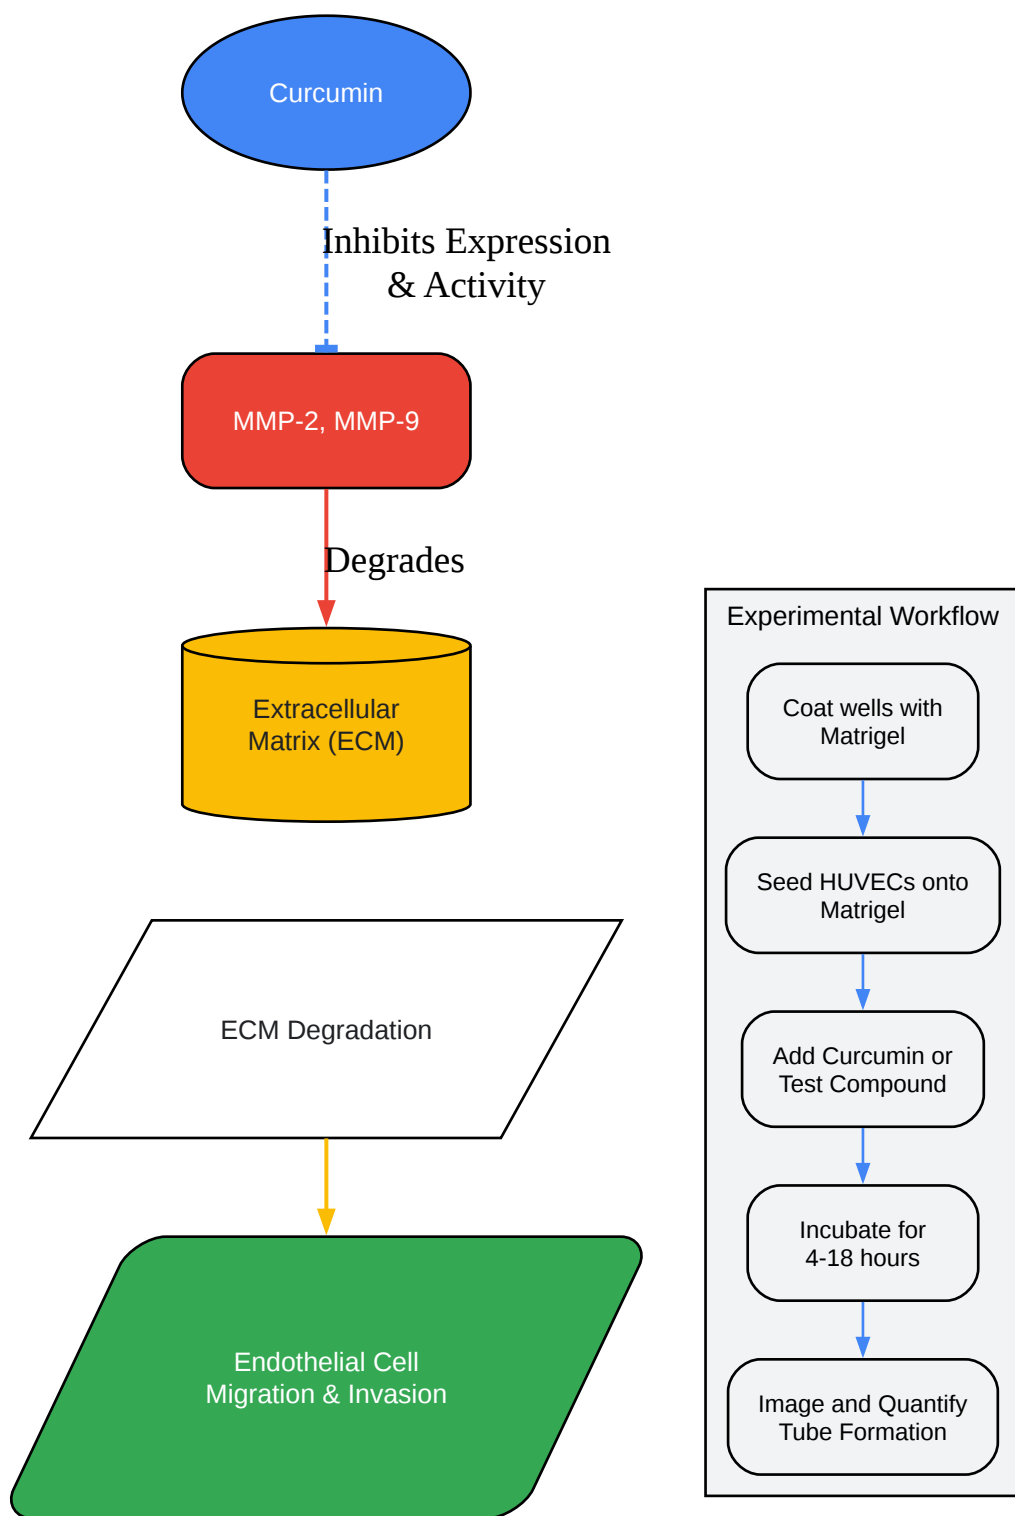 Curcumin
Inhibits Expression
& Activity
MMP-2, MMP-9
Degrades
Extracellular
Matrix (ECM)
ECM Degradation
Endothelial Cell
Migration & Invasion
Experimental Workflow
Coat wells with
Matrigel
Seed HUVECs onto
Matrigel
Add Curcumin or
Test Compound
Incubate for
4-18 hours
Image and Quantify
Tube Formation